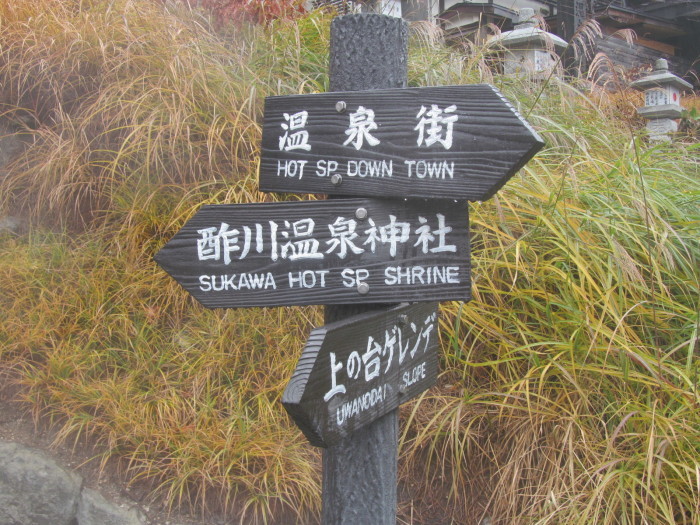 温泉街
HOT SP DOWN TOWN
酢川温泉神社
SUKAWA HOT SP SHRINE
上の台ゲレンデ
UWANODAI SLOPE